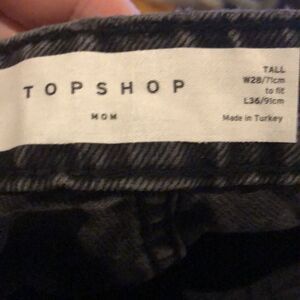 TOPSHOP
MOM
TALL
W28/71cm
to fit
L36/91cm
Made in Turkey